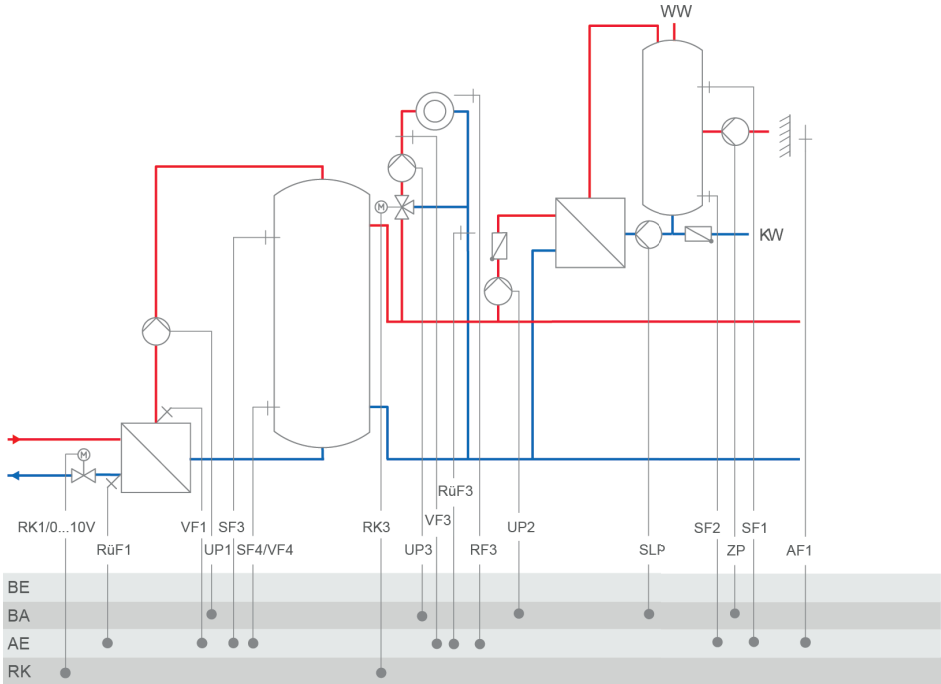 WW
M
KW
M
RüF3
RK1/0...10V
VF1
SF3
RK3
VF3
UP2
SF2
SF1
RüF1
UP1
SF4/VF4
UP3
RF3
SLP
ZP
AF1
BE
BA
AE
RK